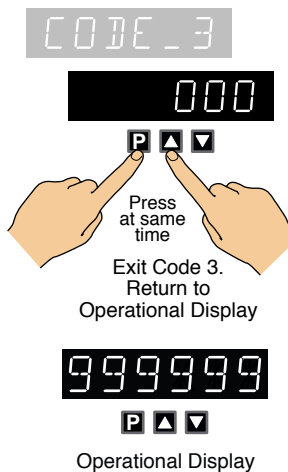 CODE_3
000
P ▲ ▼
Press
at same
time
Exit Code 3.
Return to
Operational Display
999999
P ▲ ▼
Operational Display